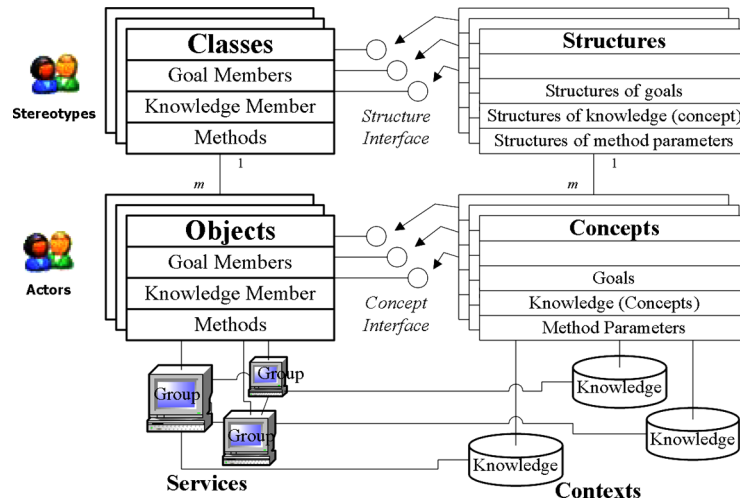 Classes
Goal Members
Knowledge Member
Methods
Stereotypes
Structure
Interface
Structures
Structures of goals
Structures of knowledge (concept)
Structures of method parameters
1
m
1
m
Objects
Goal Members
Knowledge Member
Methods
Actors
Concept
Interface
Concepts
Goals
Knowledge (Concepts)
Method Parameters
Group
Group
Group
Knowledge
Knowledge
Knowledge
Services
Contexts